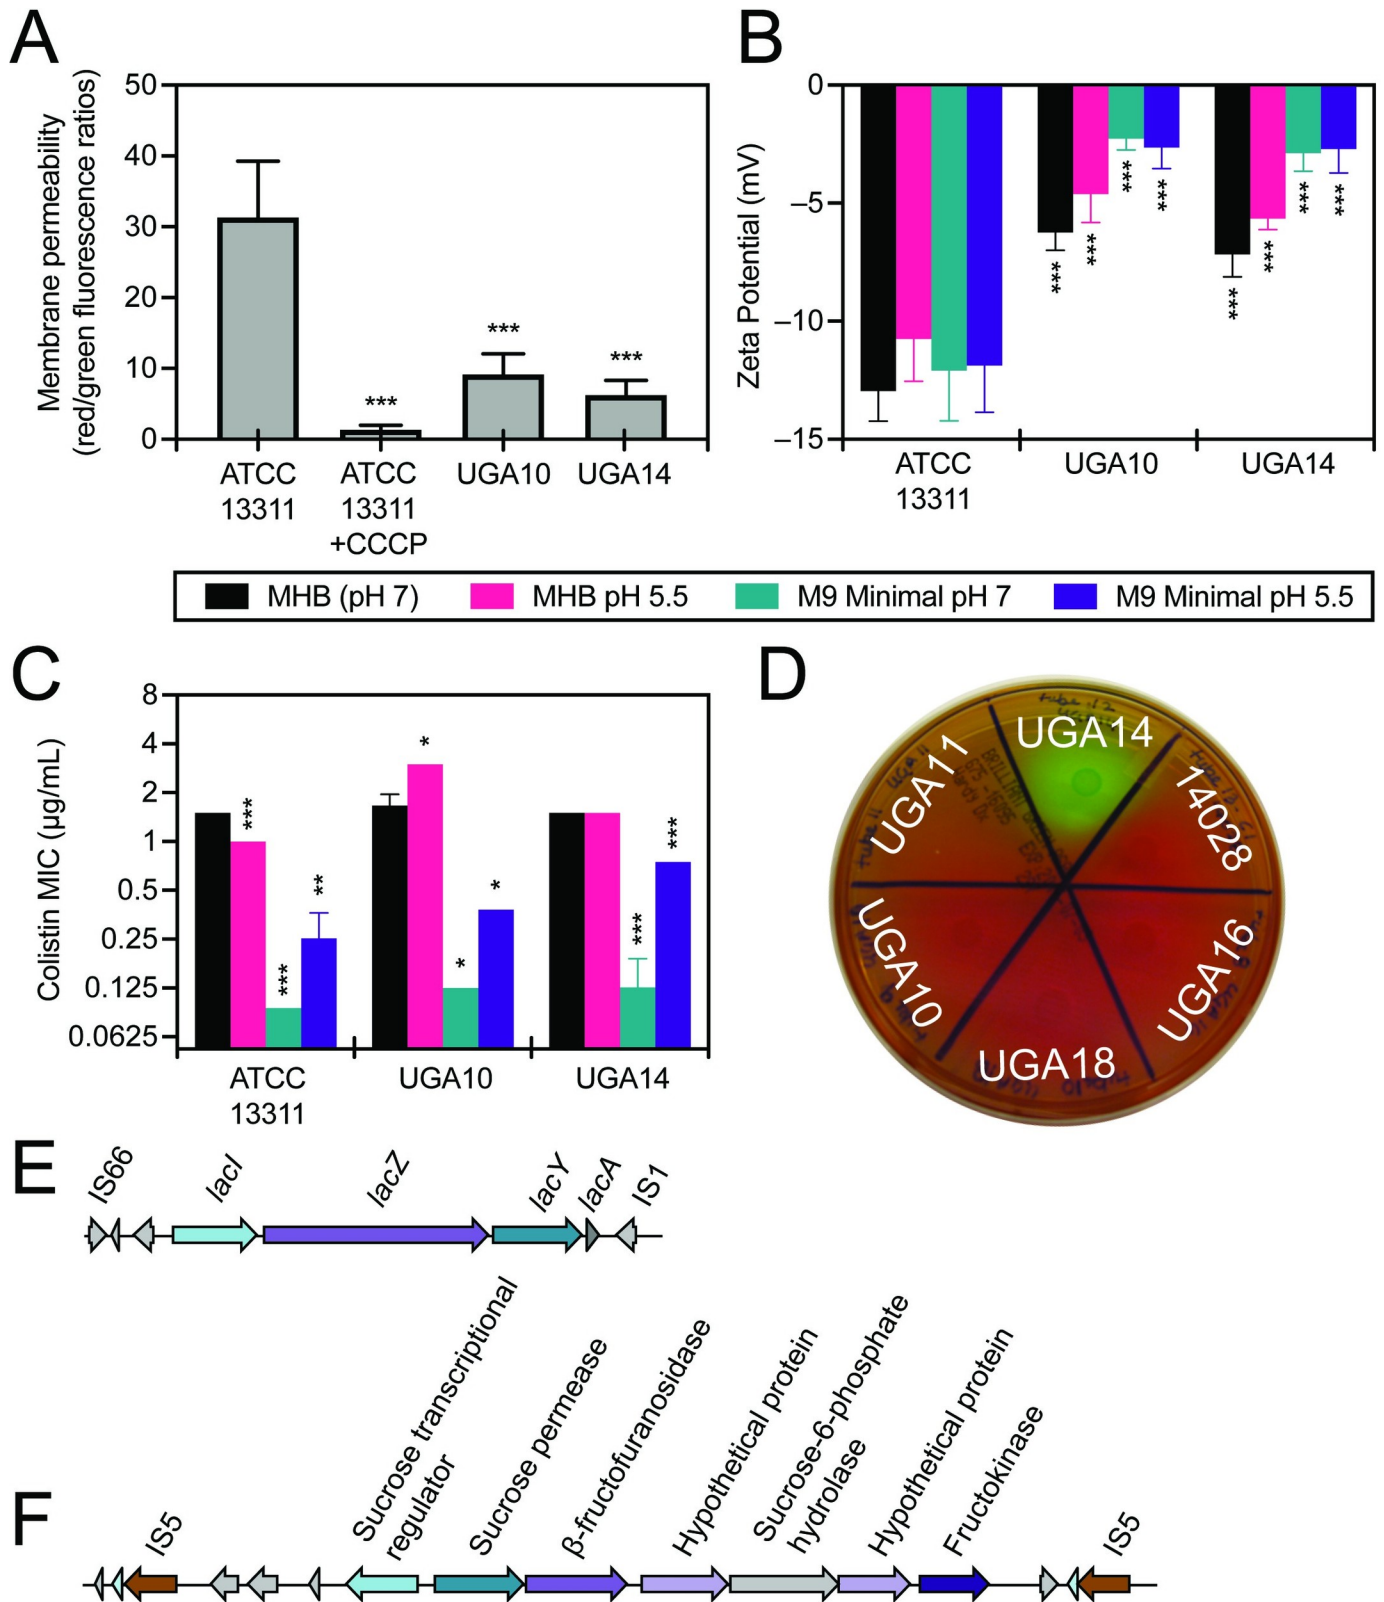 A
Membrane permeability
(red/green fluorescence ratios)
50
40
30
20
10
0
***
***
***
ATCC
13311
ATCC
13311
+CCCP
UGA10
UGA14
B
Zeta Potential (mV)
0
–5
–10
–15
***
***
***
***
***
***
***
***
ATCC
13311
UGA10
UGA14
MHB (pH 7)
MHB pH 5.5
M9 Minimal pH 7
M9 Minimal pH 5.5
C
Colistin MIC (µg/mL)
8
4
2
1
0.5
0.25
0.125
0.0625
***
***
**
*
*
*
***
***
ATCC
13311
UGA10
UGA14
D
UGA14
14028
UGA16
UGA18
UGA10
UGA11
E
IS66
lacI
lacZ
lacY
lacA
IS1
F
IS5
Sucrose transcriptional
regulator
Sucrose permease
β-fructofuranosidase
Hypothetical protein
Sucrose-6-phosphate
hydrolase
Hypothetical protein
Fructokinase
IS5